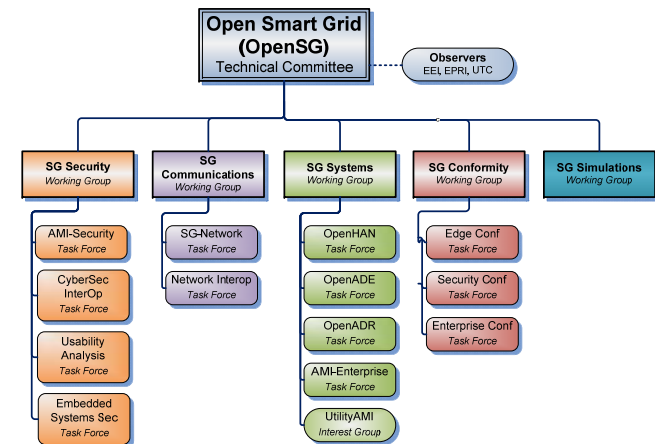 Open Smart Grid
(OpenSG)
Technical Committee
Observers
EEI, EPRI, UTC
SG Security
Working Group
SG
Communications
Working Group
SG Systems
Working Group
SG Conformity
Working Group
SG Simulations
Working Group
AMI-Security
Task Force
CyberSec
InterOp
Task Force
Usability
Analysis
Task Force
Embedded
Systems Sec
Task Force
SG-Network
Task Force
Network Interop
Task Force
OpenHAN
Task Force
OpenADE
Task Force
OpenADR
Task Force
AMI-Enterprise
Task Force
UtilityAMI
Interest Group
Edge Conf
Task Force
Security Conf
Task Force
Enterprise Conf
Task Force